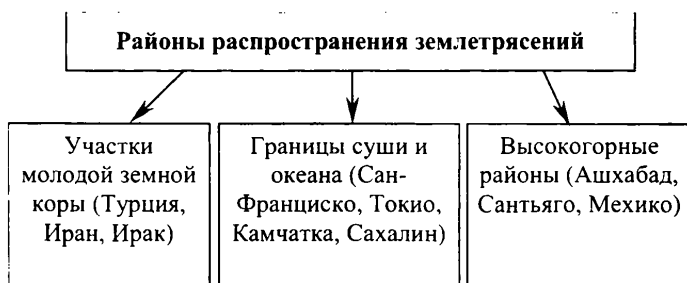 Районы распространения землетрясений
Участки
молодой земной
коры (Турция,
Иран, Ирак)
Границы суши и
океана (Сан-
Франциско, Токио,
Камчатка, Сахалин)
Высокогорные
районы (Ашхабад,
Сантьяго, Мехико)